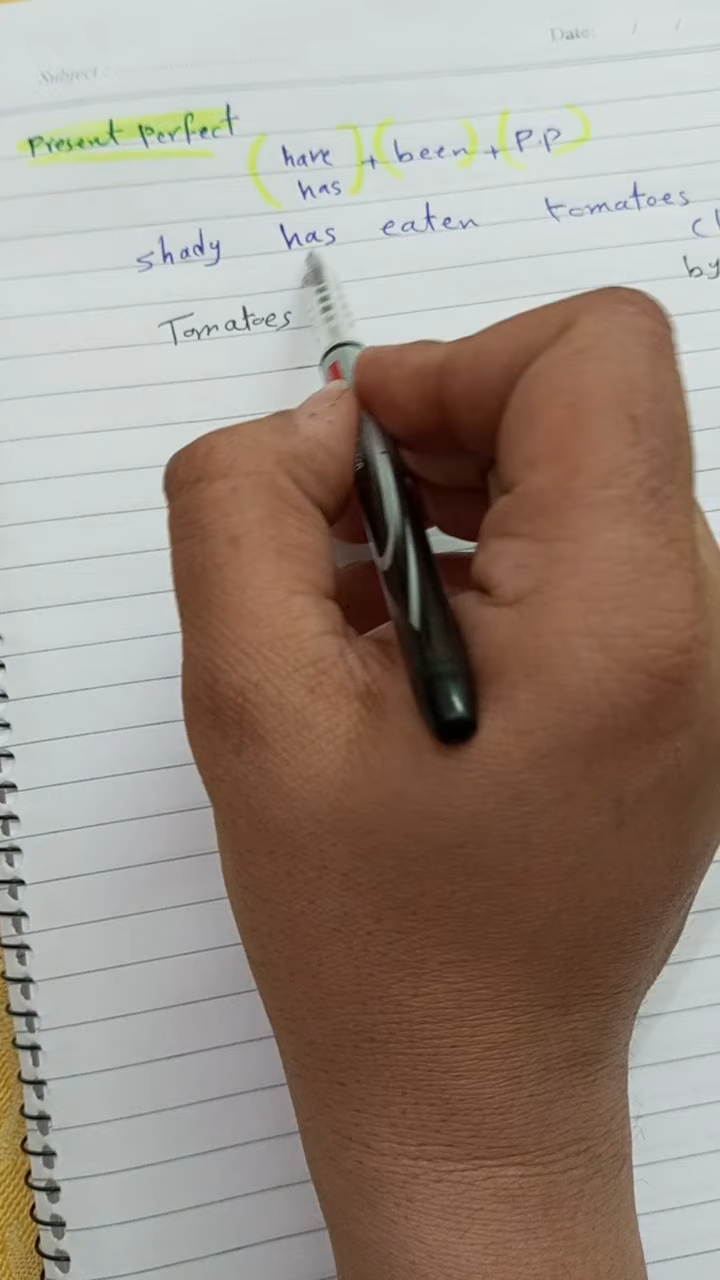 Subject:
Date: / /
Present Perfect
(have has) + (been) + (P.P)
shady has eaten tomatoes
by
Tomatoes